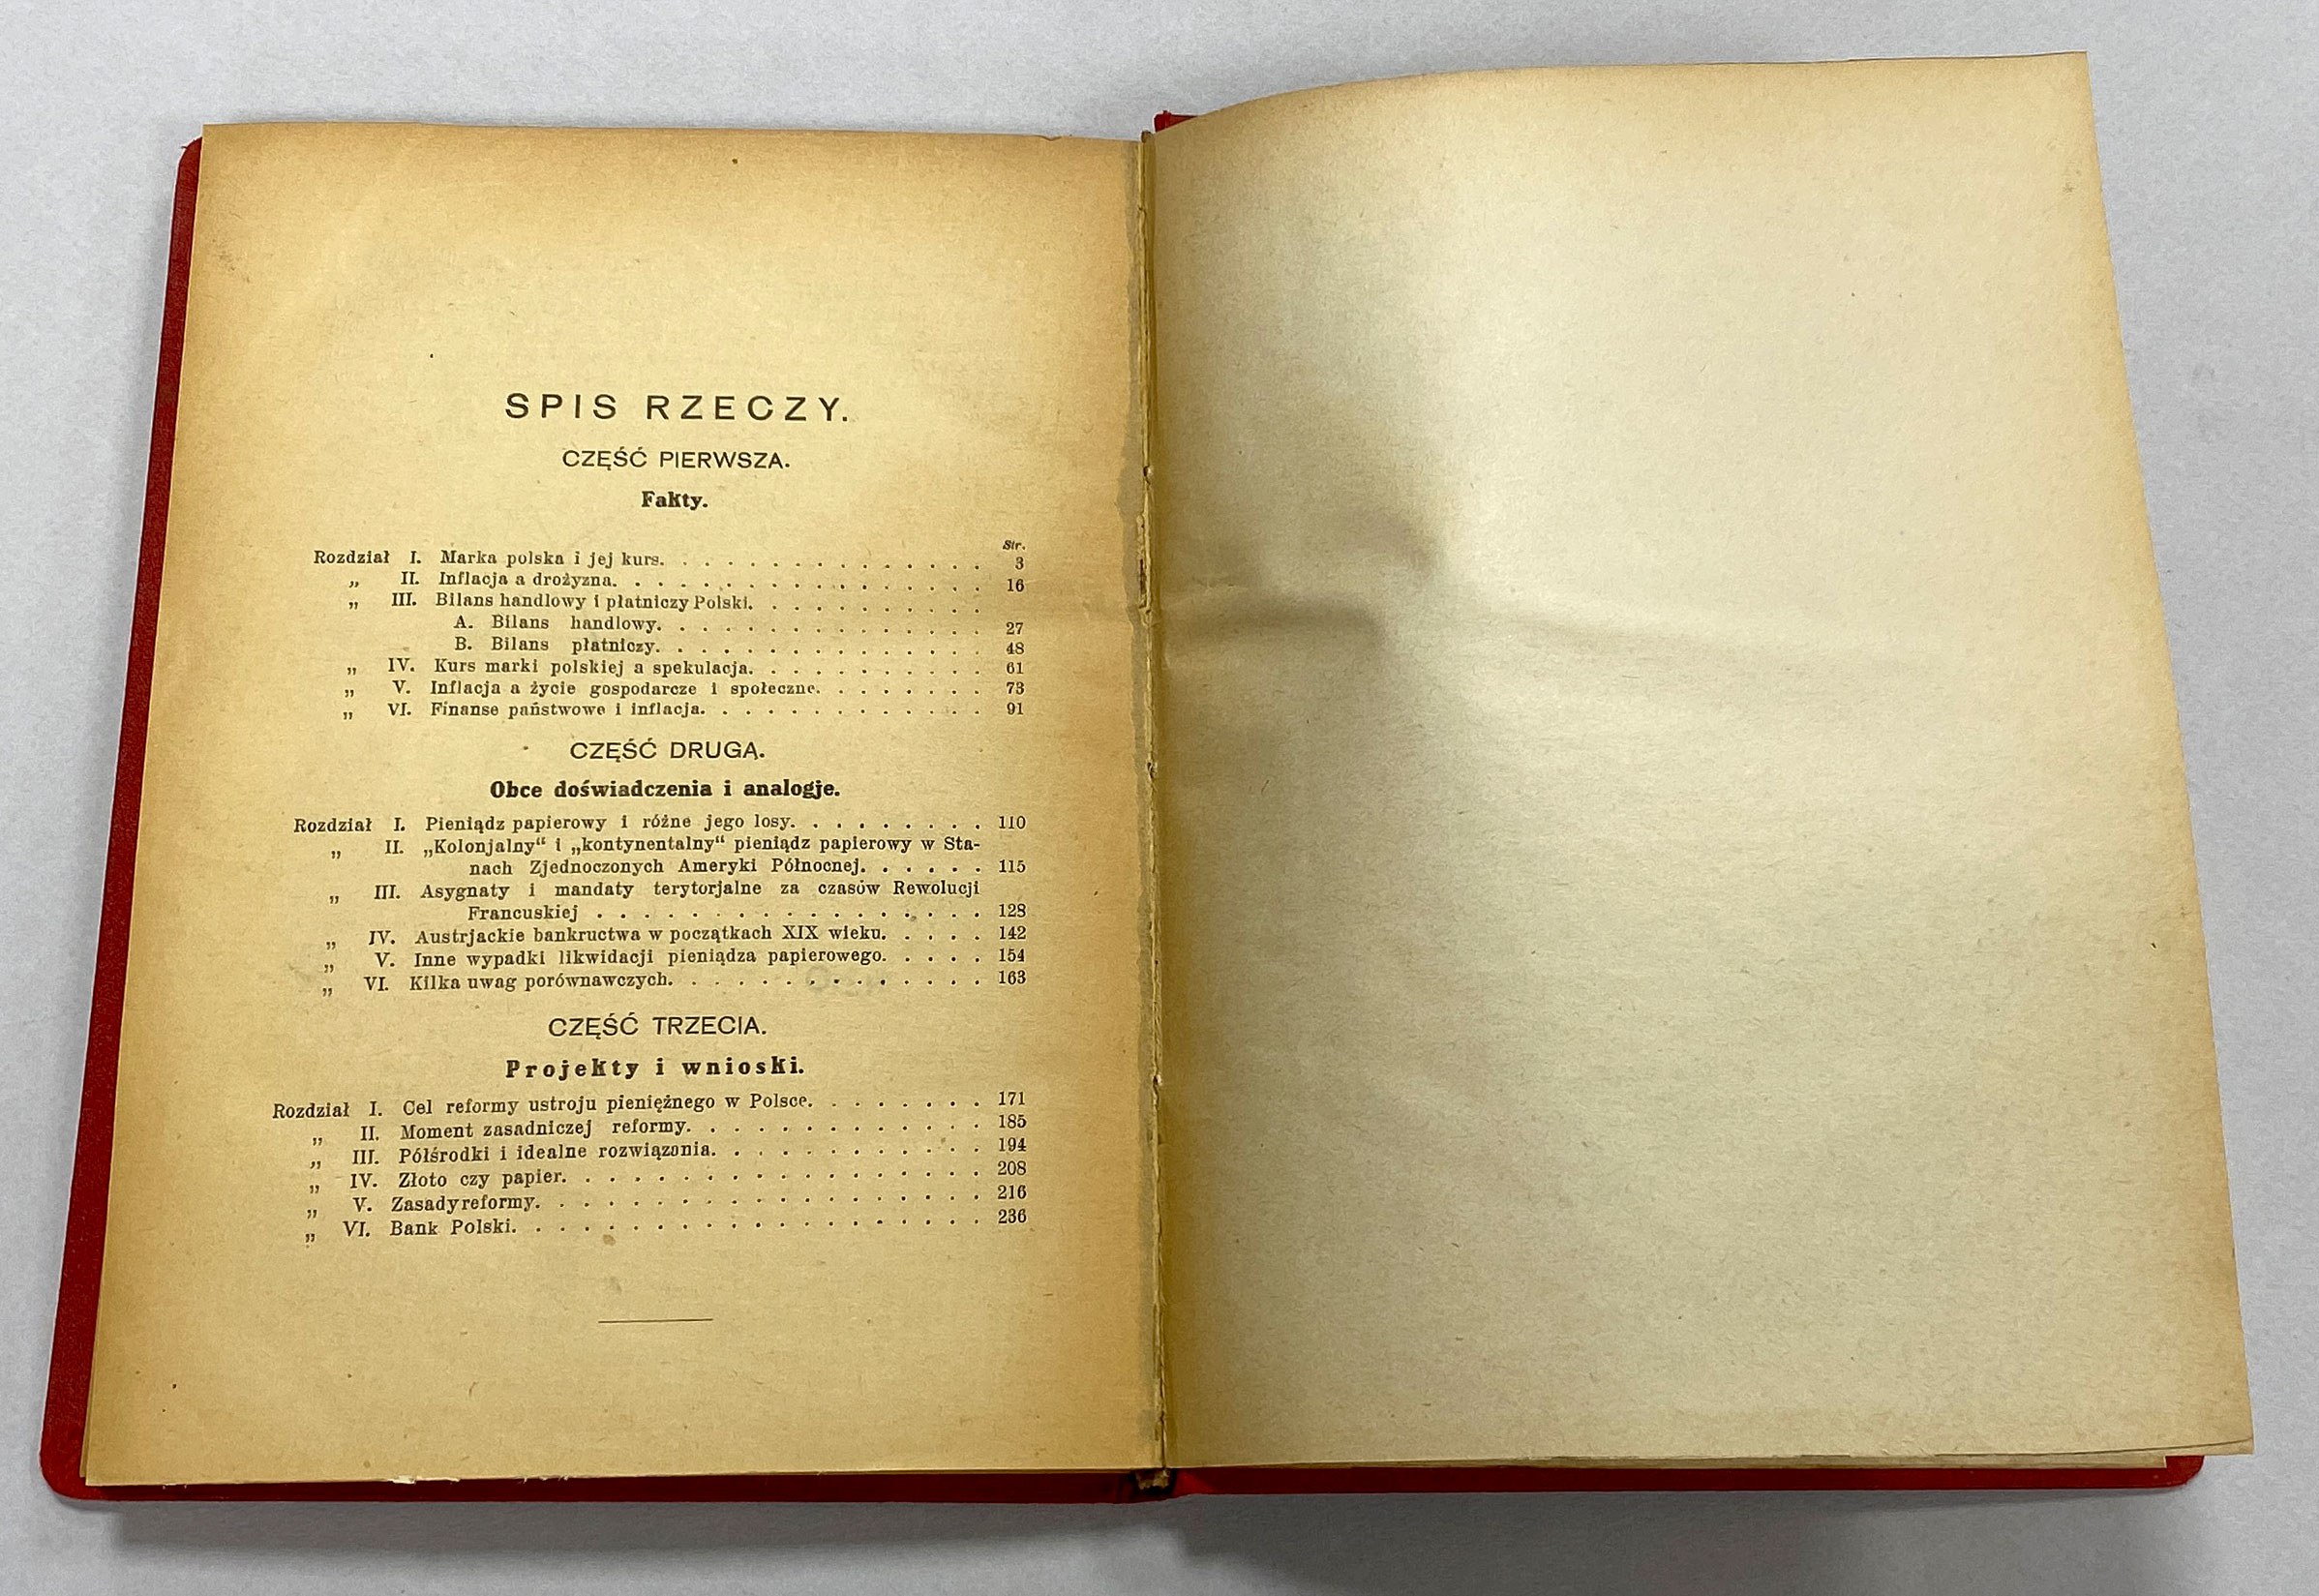 SPIS RZECZY.
CZĘŚĆ PIERWSZA.
Fakty.
Str.
Rozdział I. Marka polska i jej kurs. . . . . . . . . . . . . . . 3
„ II. Inflacja a drożyzna. . . . . . . . . . . . . . . . . 16
„ III. Bilans handlowy i płatniczy Polski. . . . . . . . . . .
A. Bilans handlowy. . . . . . . . . . . . . . . 27
B. Bilans płatniczy. . . . . . . . . . . . . . . 48
„ IV. Kurs marki polskiej a spekulacja. . . . . . . . . . . 61
„ V. Inflacja a życie gospodarcze i społeczne. . . . . . . . 73
„ VI. Finanse państwowe i inflacja. . . . . . . . . . . . . 91
CZĘŚĆ DRUGA.
Obce doświadczenia i analogje.
Rozdział I. Pieniądz papierowy i różne jego losy. . . . . . . . . 110
„ II. „Kolonjalny“ i „kontynentalny“ pieniądz papierowy w Sta-
nach Zjednoczonych Ameryki Północnej. . . . . . 115
„ III. Asygnaty i mandaty terytorjalne za czasów Rewolucji
Francuskiej . . . . . . . . . . . . . . . . . 128
„ IV. Austrjackie bankructwa w początkach XIX wieku. . . . . 142
„ V. Inne wypadki likwidacji pieniądza papierowego. . . . . 154
„ VI. Kilka uwag porównawczych. . . . . . . . . . . . . . 163
CZĘŚĆ TRZECIA.
Projekty i wnioski.
Rozdział I. Cel reformy ustroju pieniężnego w Polsce. . . . . . . . 171
„ II. Moment zasadniczej reformy. . . . . . . . . . . . . 185
„ III. Półśrodki i idealne rozwiązania. . . . . . . . . . . . 194
„ IV. Złoto czy papier. . . . . . . . . . . . . . . . . . 208
„ V. Zasady reformy. . . . . . . . . . . . . . . . . . . 216
„ VI. Bank Polski. . . . . . . . . . . . . . . . . . . . 236